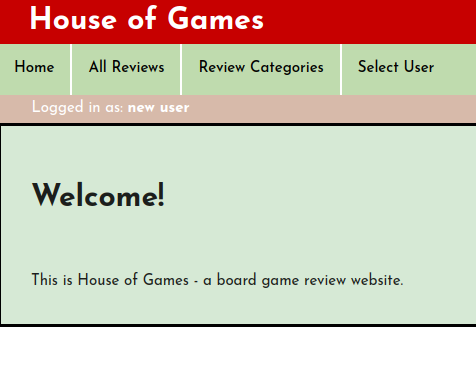 House of Games
Home All Reviews Review Categories Select User
Logged in as: new user
Welcome!
This is House of Games - a board game review website.